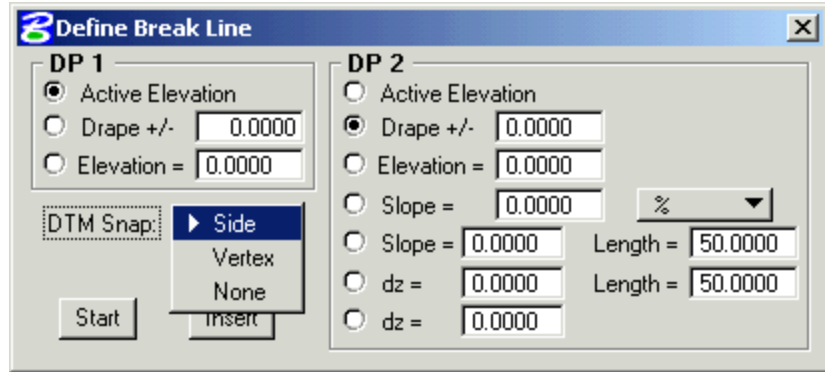 Define Break Line
DP 1
Active Elevation
Drape +/- 0.0000
Elevation = 0.0000
DTM Snap: Side
Vertex
None
Start Insert
DP 2
Active Elevation
Drape +/- 0.0000
Elevation = 0.0000
Slope = 0.0000 %
Slope = 0.0000 Length = 50.0000
dz = 0.0000 Length = 50.0000
dz = 0.0000